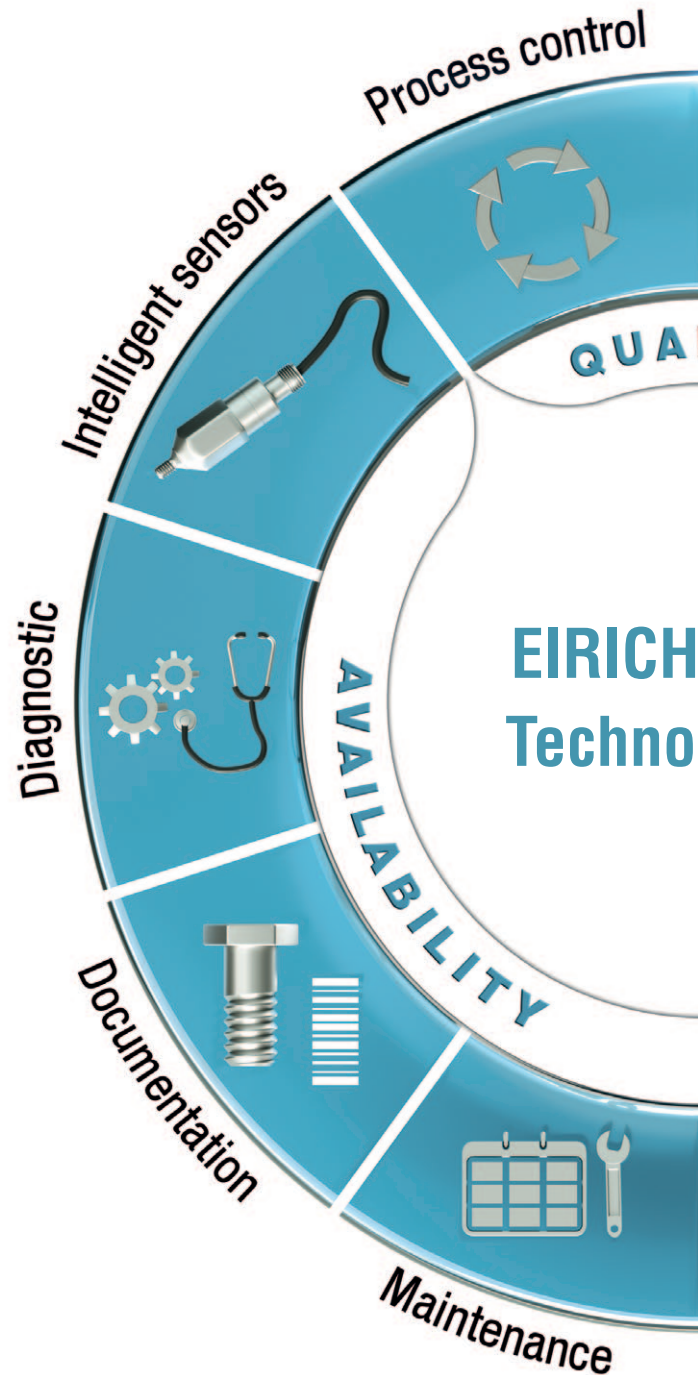 Process control
Intelligent sensors
Diagnostic
Documentation
Maintenance
QUA
AVAILABILITY
EIRICH
Techno